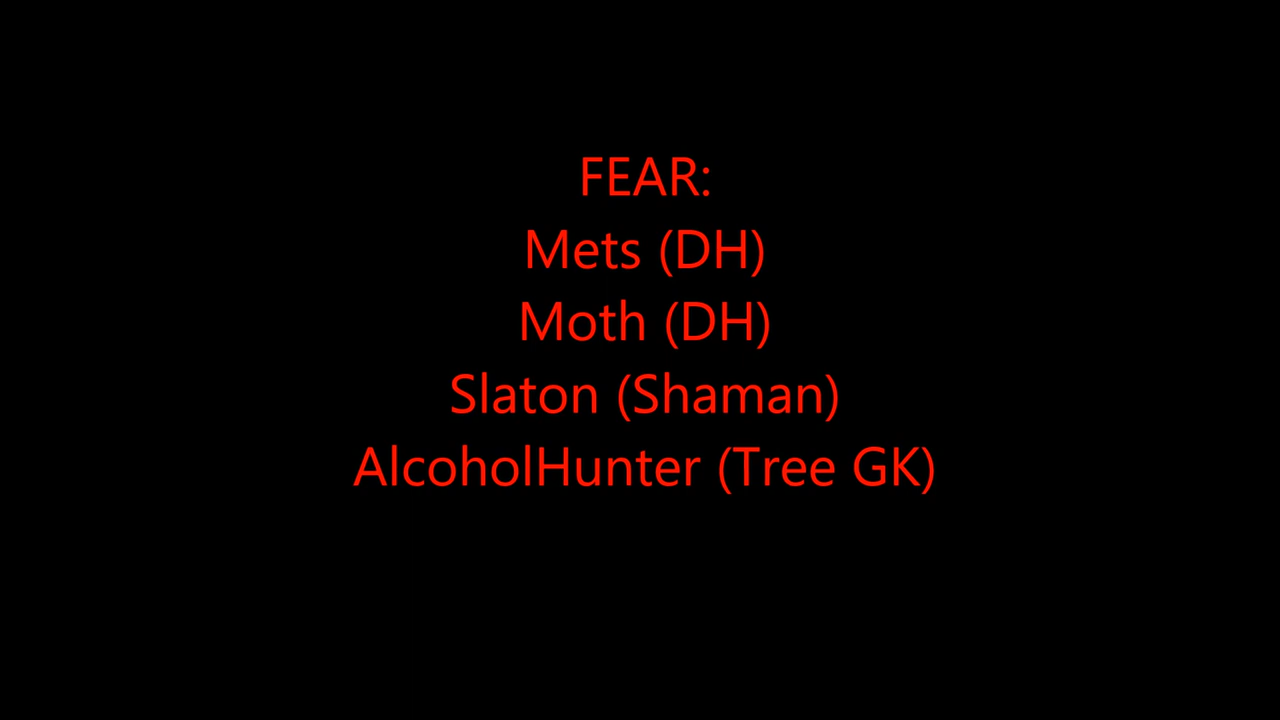 FEAR:
Mets (DH)
Moth (DH)
Slaton (Shaman)
AlcoholHunter (Tree GK)